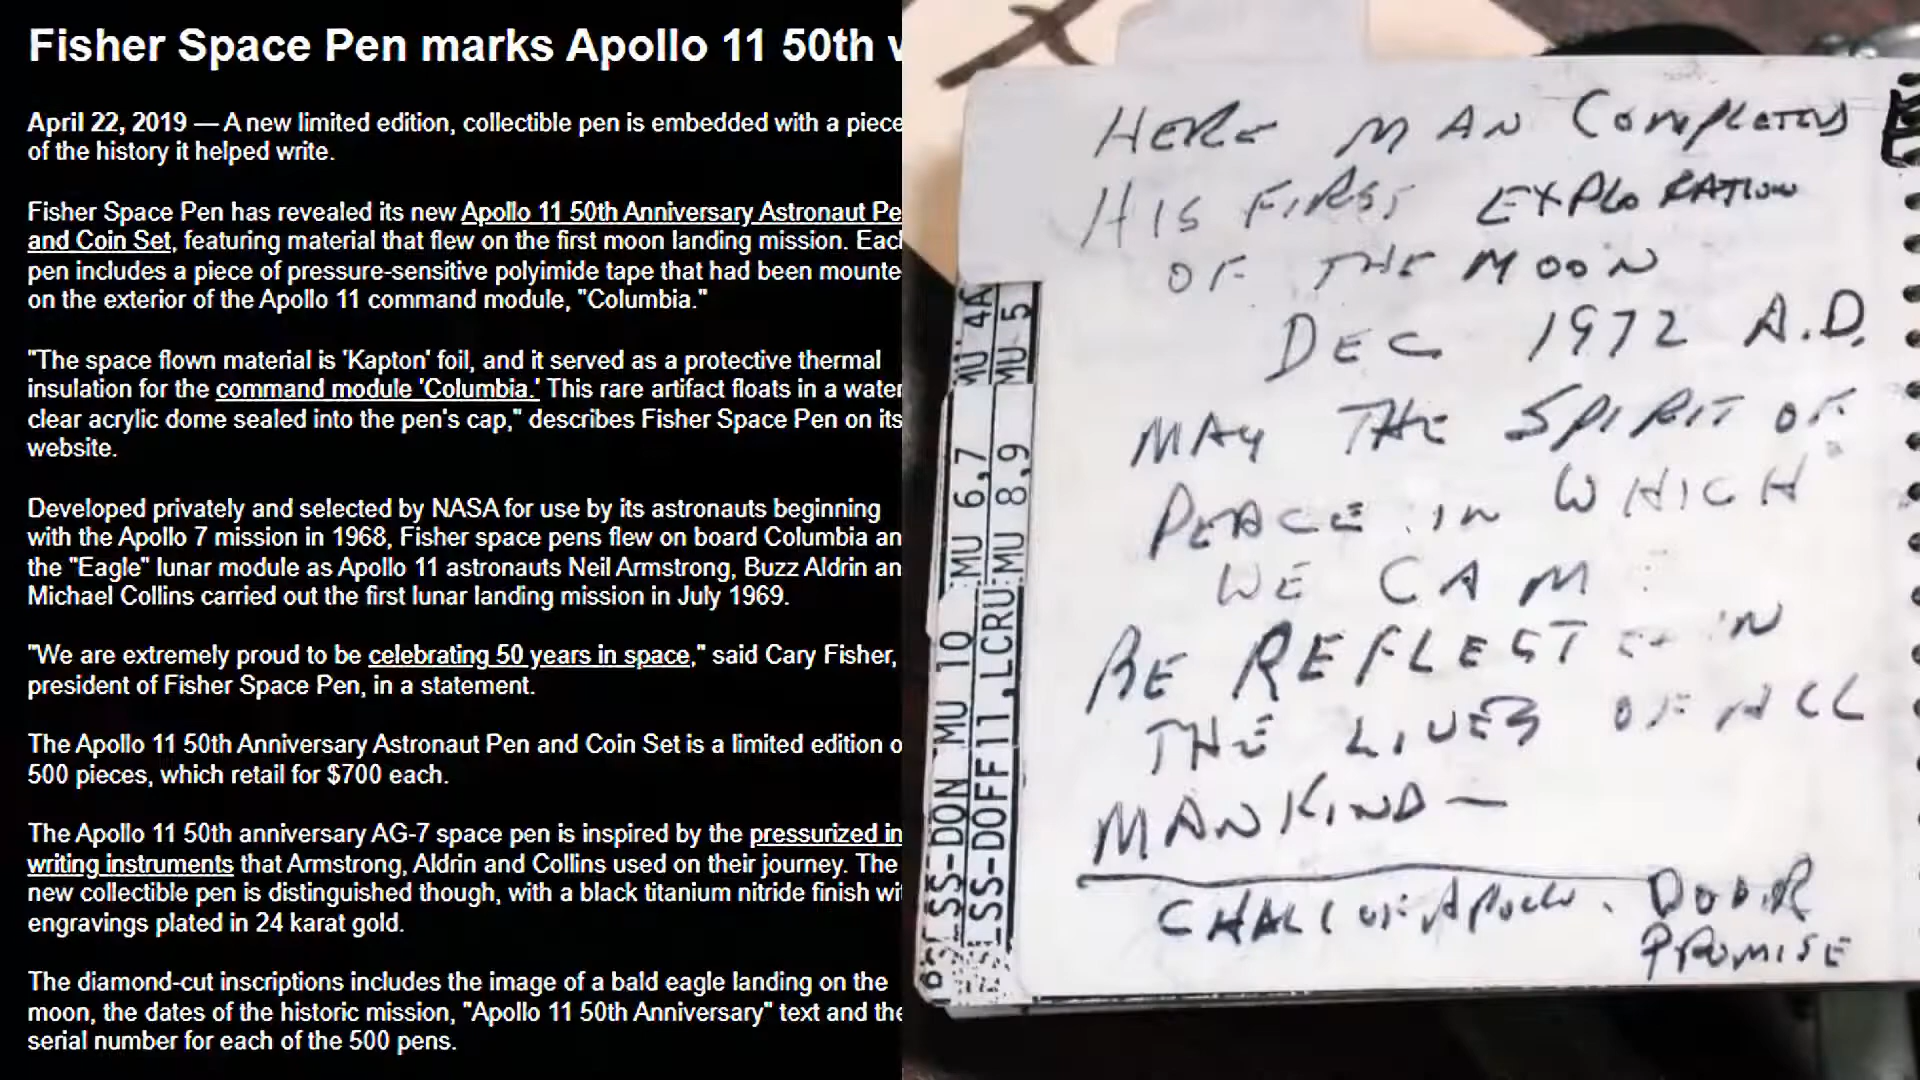 Fisher Space Pen marks Apollo 11 50th
April 22, 2019 — A new limited edition, collectible pen is embedded with a piece
of the history it helped write.
Fisher Space Pen has revealed its new Apollo 11 50th Anniversary Astronaut Pe
and Coin Set, featuring material that flew on the first moon landing mission. Eac
pen includes a piece of pressure-sensitive polyimide tape that had been mounte
on the exterior of the Apollo 11 command module, "Columbia."
"The space flown material is 'Kapton' foil, and it served as a protective thermal
insulation for the command module 'Columbia.' This rare artifact floats in a water
clear acrylic dome sealed into the pen's cap," describes Fisher Space Pen on its
website.
Developed privately and selected by NASA for use by its astronauts beginning
with the Apollo 7 mission in 1968, Fisher space pens flew on board Columbia an
the "Eagle" lunar module as Apollo 11 astronauts Neil Armstrong, Buzz Aldrin an
Michael Collins carried out the first lunar landing mission in July 1969.
"We are extremely proud to be celebrating 50 years in space," said Cary Fisher,
president of Fisher Space Pen, in a statement.
The Apollo 11 50th Anniversary Astronaut Pen and Coin Set is a limited edition o
500 pieces, which retail for $700 each.
The Apollo 11 50th anniversary AG-7 space pen is inspired by the pressurized in
writing instruments that Armstrong, Aldrin and Collins used on their journey. The
new collectible pen is distinguished though, with a black titanium nitride finish wi
engravings plated in 24 karat gold.
The diamond-cut inscriptions includes the image of a bald eagle landing on the
moon, the dates of the historic mission, "Apollo 11 50th Anniversary" text and the
serial number for each of the 500 pens.
HERE MAN COMPLETED
HIS FIRST EXPLORATION
OF THE MOON
DEC 1972 A.D.
MAY THE SPIRIT OF
PEACE IN WHICH
WE CAM
BE REFLECTED IN
THE LIVES OF ALL
MANKIND —
CHALL OF APOLLO. DOOR
PROMISE
MU 4A
MU 5
MU 6,7
MU 8,9
SS-DON MU 10
SS-DOFF11,LCRU